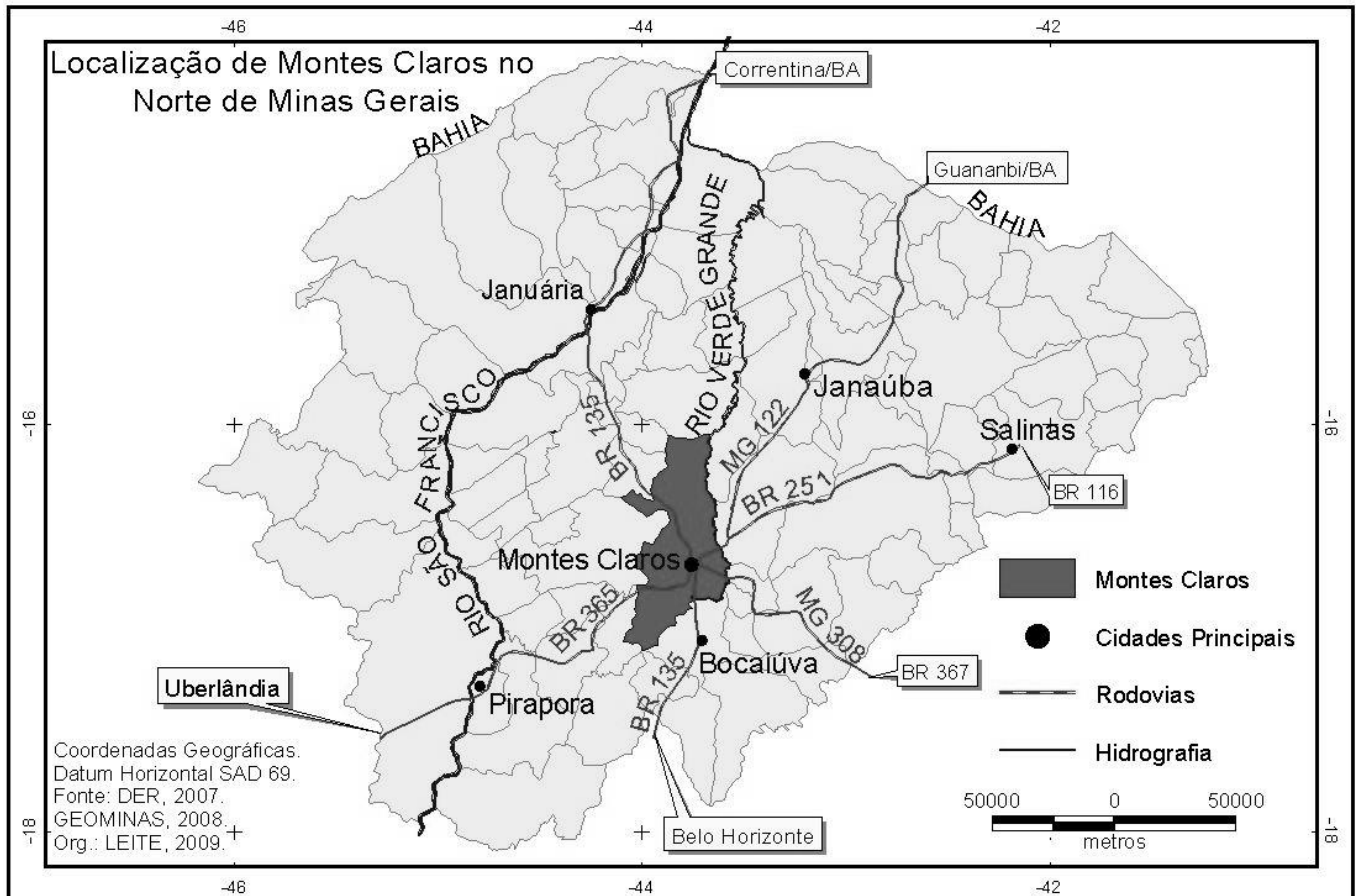 -46
-44
-42
Localização de Montes Claros no
Norte de Minas Gerais
Correntina/BA
BAHIA
Guananbi/BA
BAHIA
RIO VERDE GRANDE
Januária
Janaúba
RIO SÃO FRANCISCO
BR 135
MG 122
-16
-16
Salinas
BR 251
BR 116
Montes Claros
BR 365
MG 308
Bocaiúva
BR 367
BR 135
Uberlândia
Pirapora
Belo Horizonte
Montes Claros
Cidades Principais
Rodovias
Hidrografia
50000 0 50000
metros
Coordenadas Geográficas.
Datum Horizontal SAD 69.
Fonte: DER, 2007.
GEOMINAS, 2008.
Org.: LEITE, 2009.
-18
-18
-46
-44
-42